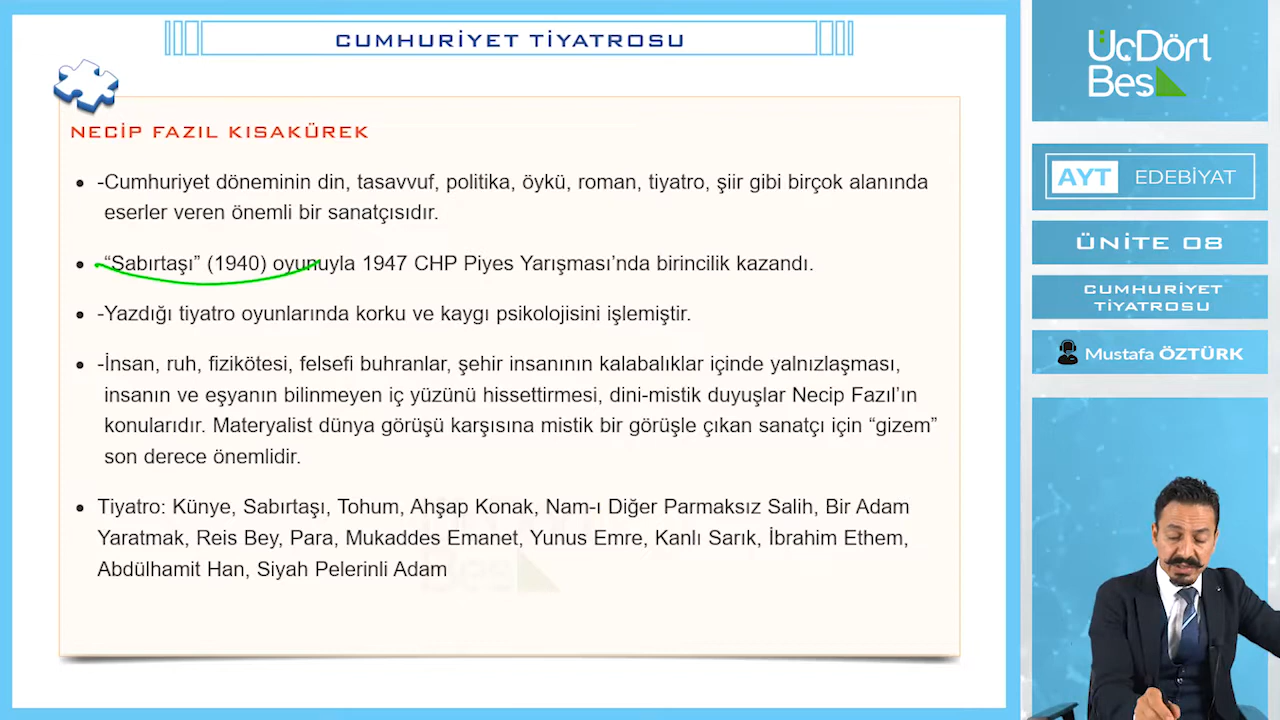 CUMHURİYET TİYATROSU
NECİP FAZIL KISAKÜREK
• -Cumhuriyet döneminin din, tasavvuf, politika, öykü, roman, tiyatro, şiir gibi birçok alanında
eserler veren önemli bir sanatçısıdır.
• -“Sabırtaşı” (1940) oyunuyla 1947 CHP Piyes Yarışması’nda birincilik kazandı.
• -Yazdığı tiyatro oyunlarında korku ve kaygı psikolojisini işlemiştir.
• -İnsan, ruh, fizikötesi, felsefi buhranlar, şehir insanının kalabalıklar içinde yalnızlaşması,
insanın ve eşyanın bilinmeyen iç yüzünü hissettirmesi, dini-mistik duyuşlar Necip Fazıl’ın
konularıdır. Materyalist dünya görüşü karşısına mistik bir görüşle çıkan sanatçı için “gizem”
son derece önemlidir.
• Tiyatro: Künye, Sabırtaşı, Tohum, Ahşap Konak, Nam-ı Diğer Parmaksız Salih, Bir Adam
Yaratmak, Reis Bey, Para, Mukaddes Emanet, Yunus Emre, Kanlı Sarık, İbrahim Ethem,
Abdülhamit Han, Siyah Pelerinli Adam
ÜçDört
Beş
AYT EDEBİYAT
ÜNİTE 08
CUMHURİYET
TİYATROSU
Mustafa ÖZTÜRK